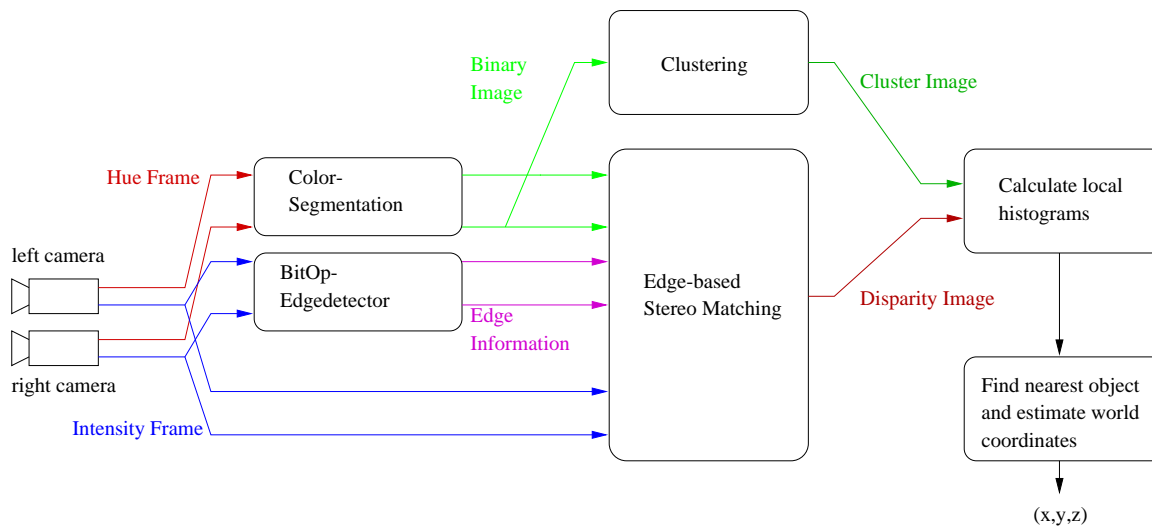 Binary
Image
Clustering
Cluster Image
Hue Frame
Color-
Segmentation
Calculate local
histograms
left camera
BitOp-
Edgedetector
Edge-based
Stereo Matching
Disparity Image
Edge
Information
right camera
Intensity Frame
Find nearest object
and estimate world
coordinates
(x,y,z)